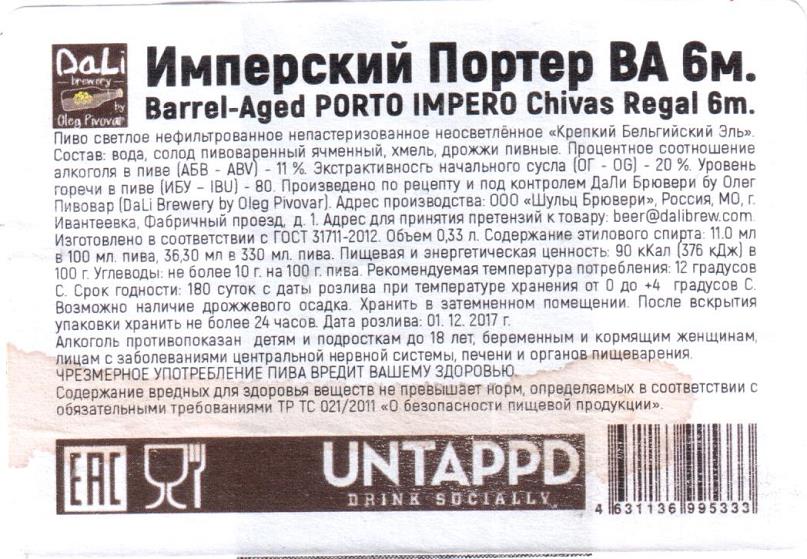 DaLi
brewery
by
Oleg Pivovar
Имперский Портер ВА 6м.
Barrel-Aged PORTO IMPERO Chivas Regal 6m.
Пиво светлое нефильтрованное непастеризованное неосветлённое «Крепкий Бельгийский Эль».
Состав: вода, солод пивоваренный ячменный, хмель, дрожжи пивные. Процентное соотношение
алкоголя в пиве (АБВ - ABV) - 11 %. Экстрактивность начального сусла (ОГ - OG) - 20 %. Уровень
горечи в пиве (ИБУ – IBU) - 80. Произведено по рецепту и под контролем ДаЛи Брювери бу Олег
Пивовар (DaLi Brewery by Oleg Pivovar). Адрес производства: ООО «Шульц Брювери», Россия, МО, г.
Ивантеевка, Фабричный проезд, д. 1. Адрес для принятия претензий к товару: beer@dalibrew.com.
Изготовлено в соответствии с ГОСТ 31711-2012. Объем 0,33 л. Содержание этилового спирта: 11.0 мл
в 100 мл. пива, 36,30 мл в 330 мл. пива. Пищевая и энергетическая ценность: 90 кКал (376 кДж) в
100 г. Углеводы: не более 10 г. на 100 г. пива. Рекомендуемая температура потребления: 12 градусов
С. Срок годности: 180 суток с даты розлива при температуре хранения от 0 до +4 градусов С.
Возможно наличие дрожжевого осадка. Хранить в затемненном помещении. После вскрытия
упаковки хранить не более 24 часов. Дата розлива: 01. 12. 2017 г.
Алкоголь противопоказан детям и подросткам до 18 лет, беременным и кормящим женщинам,
лицам с заболеваниями центральной нервной системы, печени и органов пищеварения.
ЧРЕЗМЕРНОЕ УПОТРЕБЛЕНИЕ ПИВА ВРЕДИТ ВАШЕМУ ЗДОРОВЬЮ.
Содержание вредных для здоровья веществ не превышает норм, определяемых в соответствии с
обязательными требованиями ТР ТС 021/2011 «О безопасности пищевой продукции».
EAC
UNTAPPD
DRINK SOCIALLY
4 631136 995333